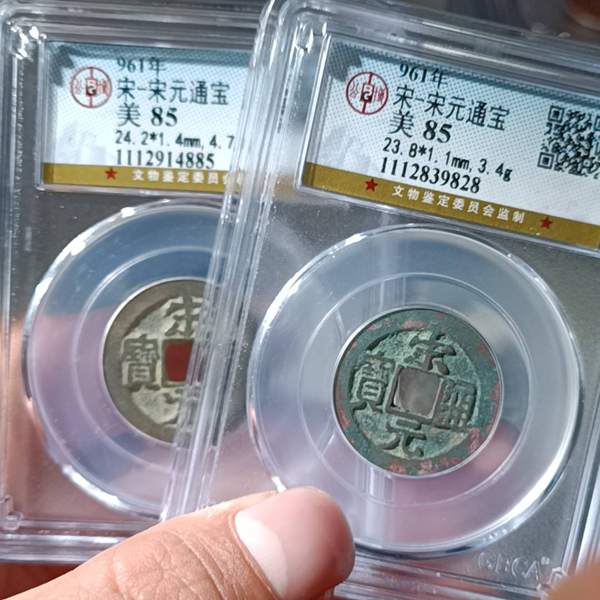 961年
宋-宋元通宝
美 85
24.2*1.4mm,4.7
1112914885
文物鉴定委员会
961年
宋-宋元通宝
美 85
23.8*1.1mm,3.4g
1112839828
文物鉴定委员会监制
宋元寶
宋元通寶